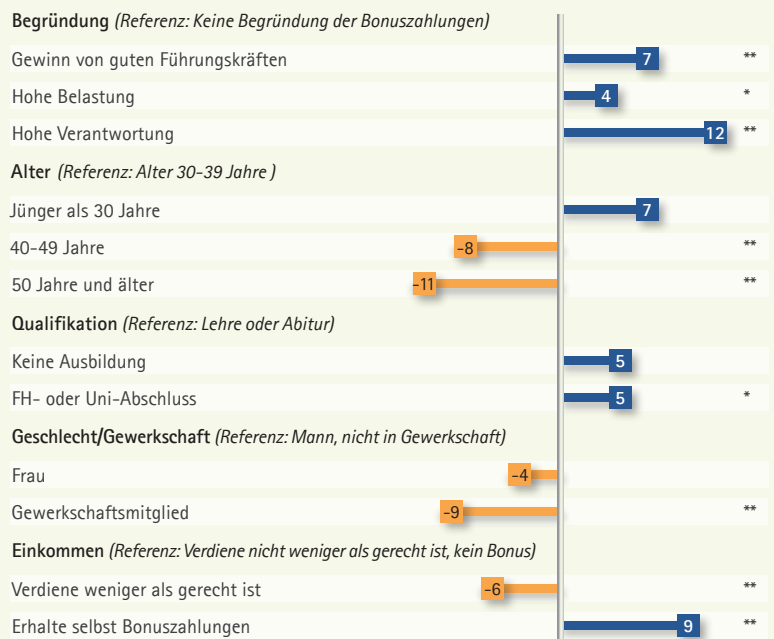 Begründung (Referenz: Keine Begründung der Bonuszahlungen)
Gewinn von guten Führungskräften 7 **
Hohe Belastung 4 *
Hohe Verantwortung 12 **
Alter (Referenz: Alter 30-39 Jahre )
Jünger als 30 Jahre 7
40-49 Jahre -8 **
50 Jahre und älter -11 **
Qualifikation (Referenz: Lehre oder Abitur)
Keine Ausbildung 5
FH- oder Uni-Abschluss 5 *
Geschlecht/Gewerkschaft (Referenz: Mann, nicht in Gewerkschaft)
Frau -4
Gewerkschaftsmitglied -9 **
Einkommen (Referenz: Verdiene nicht weniger als gerecht ist, kein Bonus)
Verdiene weniger als gerecht ist -6 **
Erhalte selbst Bonuszahlungen 9 **